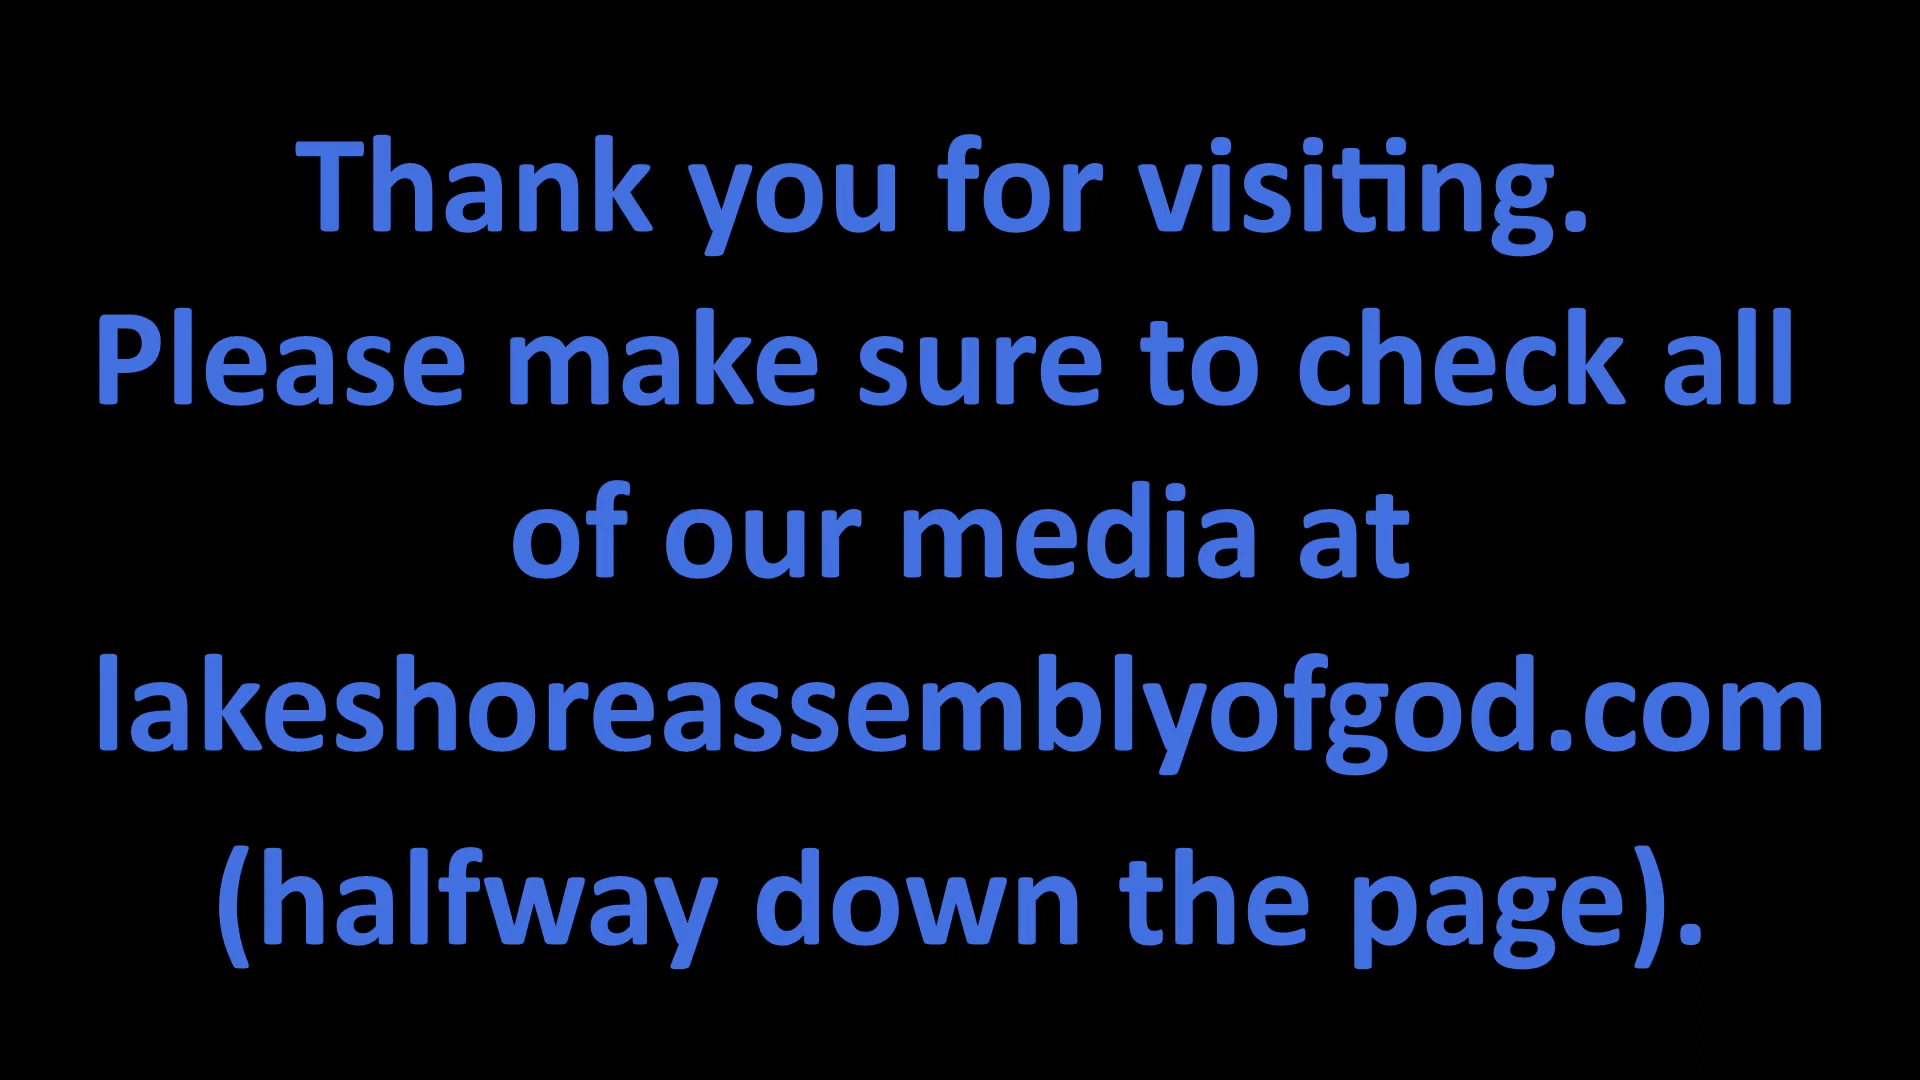 Thank you for visiting.
Please make sure to check all
of our media at
lakeshoreassemblyofgod.com
(halfway down the page).